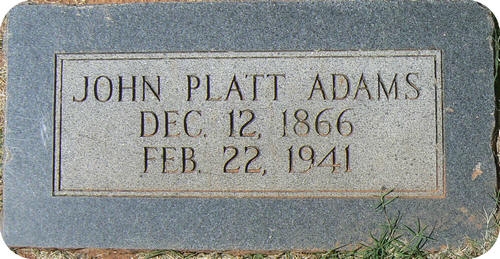 JOHN PLATT ADAMS
DEC. 12, 1866
FEB. 22, 1941